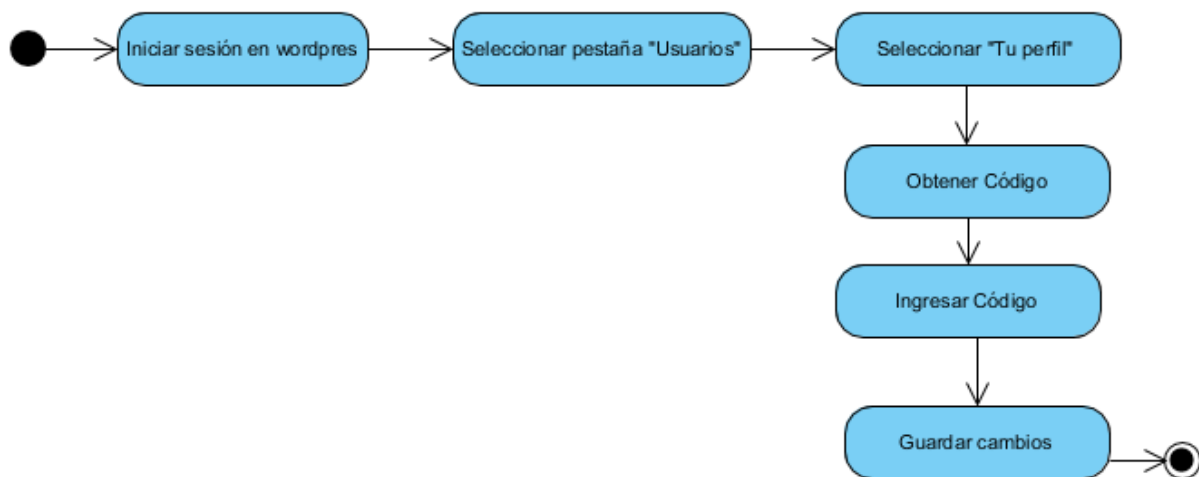 Iniciar sesión en wordpres
Seleccionar pestaña "Usuarios"
Seleccionar "Tu perfil"
Obtener Código
Ingresar Código
Guardar cambios